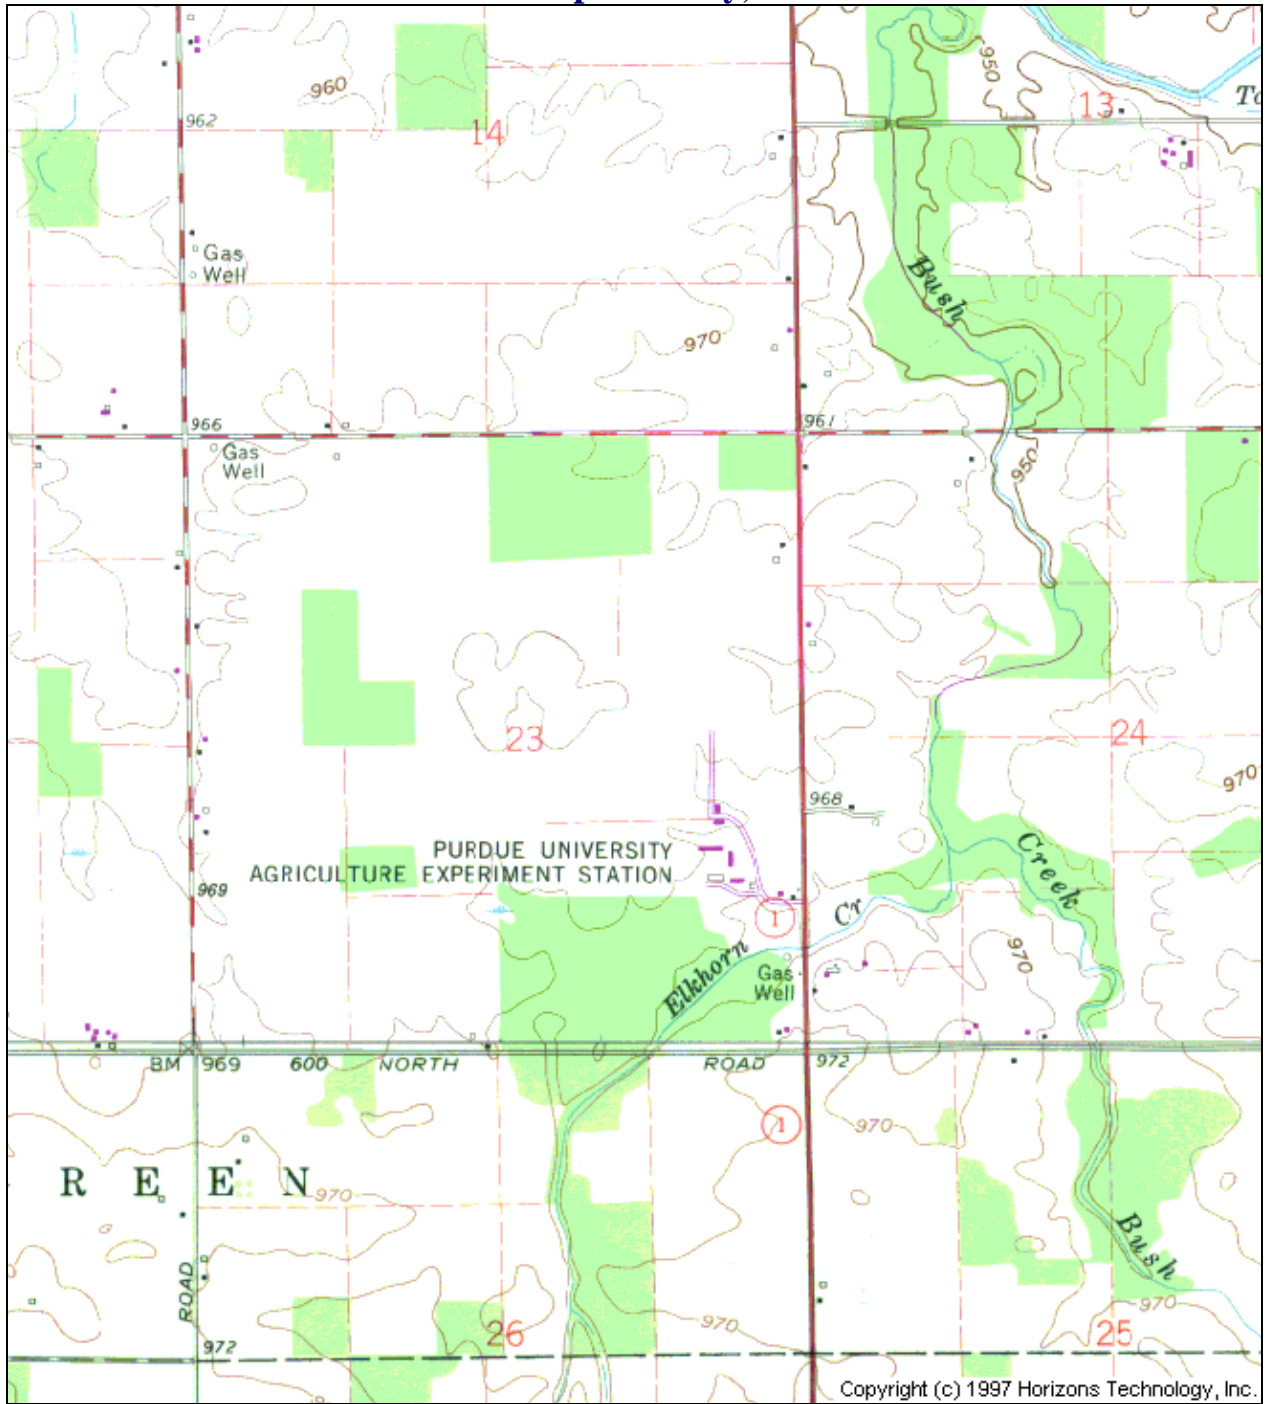 960
950
To
962
14
13
Gas
Well
Bush
970
966
961
Gas
Well
950
23
24
970
968
PURDUE UNIVERSITY
AGRICULTURE EXPERIMENT STATION
Creek
969
1
Cr
Elkhorn
970
Gas
Well
BM 969 600 NORTH ROAD 972
1
970
R E E N
970
Bush
ROAD
970
970
972
26
25
Copyright (c) 1997 Horizons Technology, Inc.